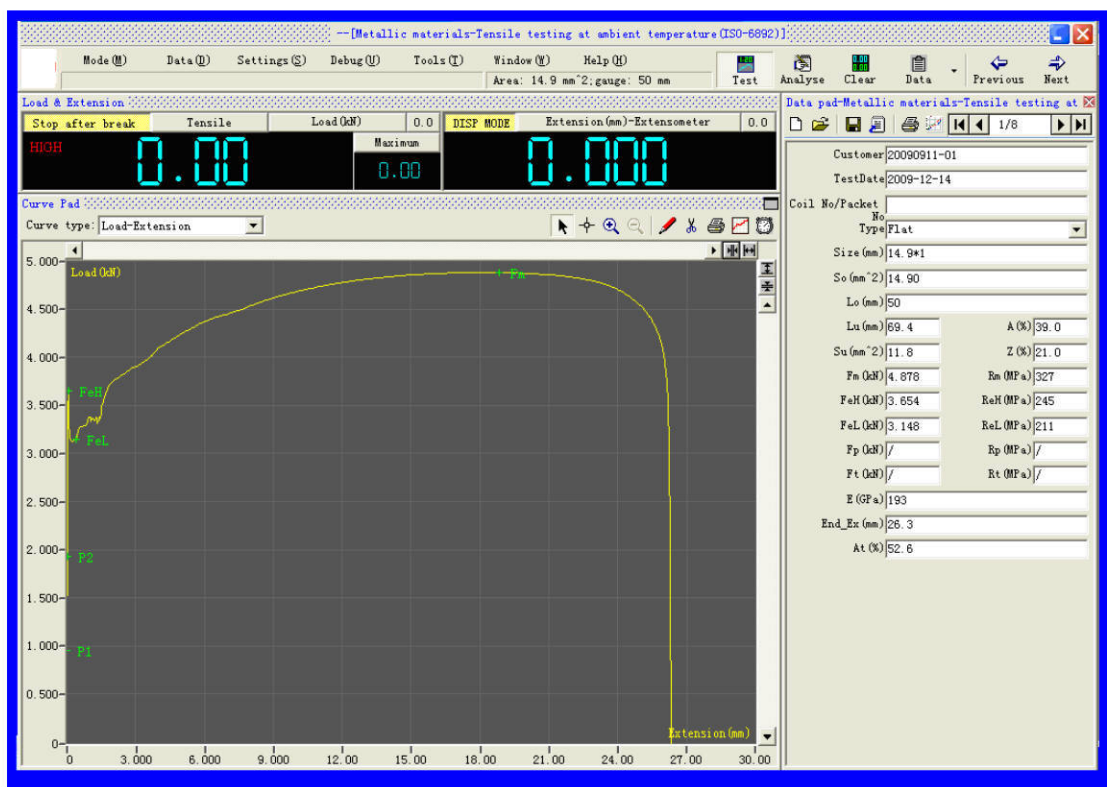 --[Metallic materials-Tensile testing at ambient temperature(ISO-6892)]
Mode(M) Data(D) Settings(S) Debug(U) Tools(T) Window(W) Help(H)
Area: 14.9 mm^2;gauge: 50 mm
Test Analyse Clear Data Previous Next
Load & Extension
Stop after break Tensile Load(kN) 0.0 DISP MODE Extension(mm)-Extensometer 0.0
HIGH 0.00 Maximum 0.00 0.000
Curve Pad
Curve type: Load-Extension
Load(kN)
5.000
4.500
4.000
3.500
3.000
2.500
2.000
1.500
1.000
0.500
0
Fm
FeH
FeL
P2
P1
Extension(mm)
0 3.000 6.000 9.000 12.00 15.00 18.00 21.00 24.00 27.00 30.00
Data pad-Metallic materials-Tensile testing at
1/8
Customer 20090911-01
TestDate 2009-12-14
Coil No/Packet No
Type Flat
Size(mm) 14.9*1
So(mm^2) 14.90
Lo(mm) 50
Lu(mm) 69.4 A(%) 39.0
Su(mm^2) 11.8 Z(%) 21.0
Fm(kN) 4.878 Rm(MPa) 327
FeH(kN) 3.654 ReH(MPa) 245
FeL(kN) 3.148 ReL(MPa) 211
Fp(kN) / Rp(MPa) /
Ft(kN) / Rt(MPa) /
E(GPa) 193
End_Ex(mm) 26.3
At(%) 52.6